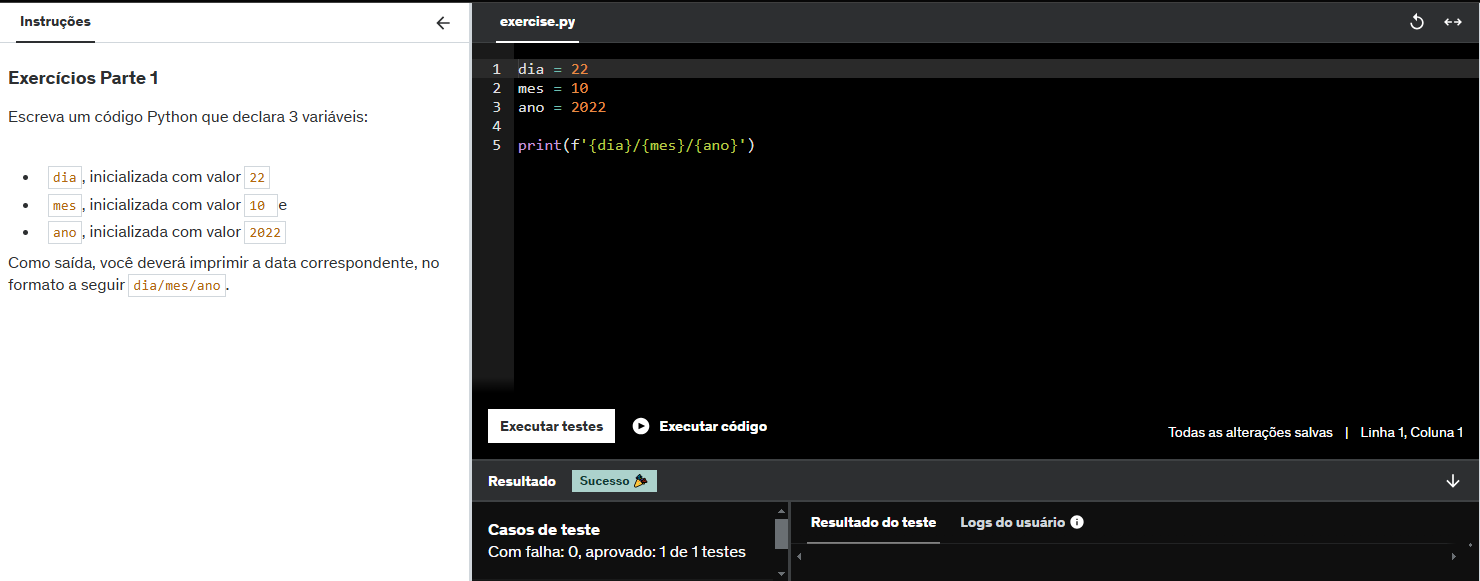 Instruções
Exercícios Parte 1
Escreva um código Python que declara 3 variáveis:
dia, inicializada com valor 22
mes, inicializada com valor 10 e
ano, inicializada com valor 2022
Como saída, você deverá imprimir a data correspondente, no
formato a seguir dia/mes/ano.
exercise.py
1 dia = 22
2 mes = 10
3 ano = 2022
4
5 print(f'{dia}/{mes}/{ano}')
Executar testes Executar código
Todas as alterações salvas | Linha 1, Coluna 1
Resultado Sucesso
Casos de teste
Com falha: 0, aprovado: 1 de 1 testes
Resultado do teste Logs do usuário